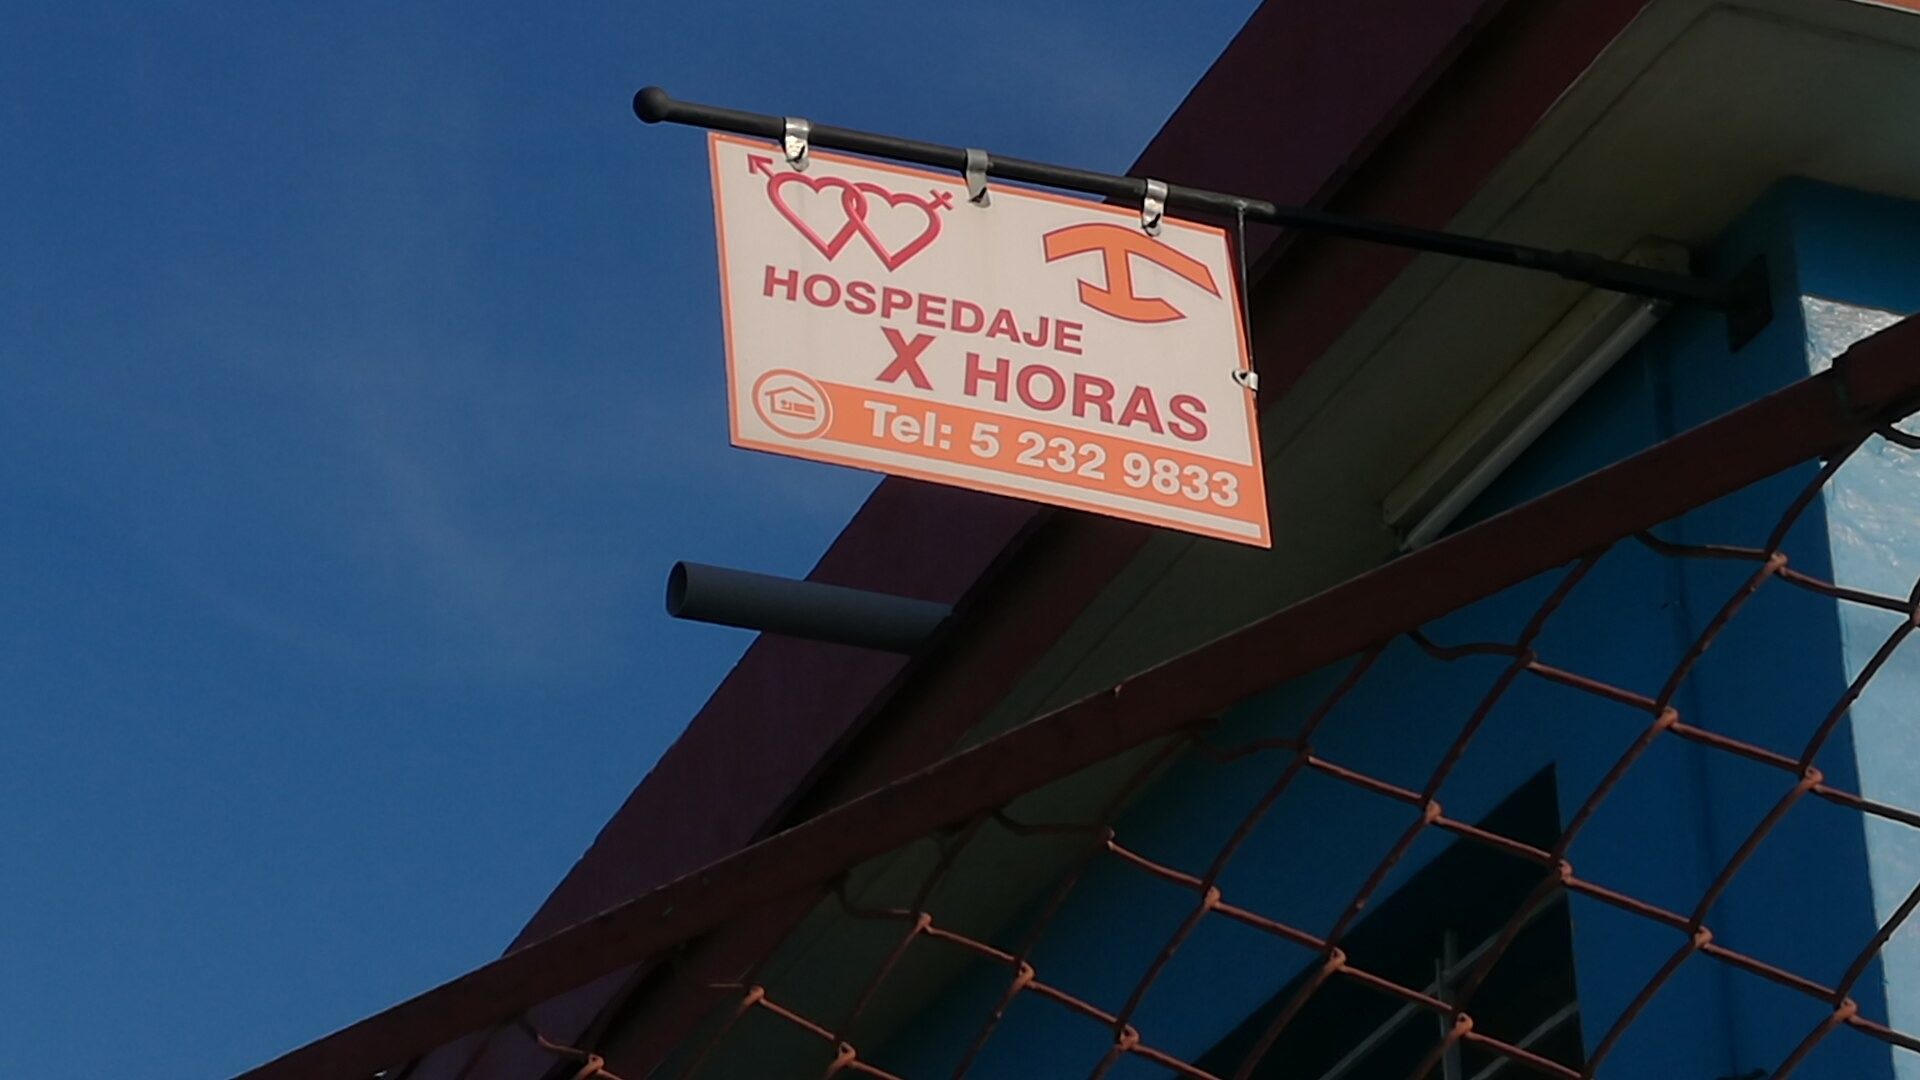 HOSPEDAJE
X HORAS
Tel: 5 232 9833